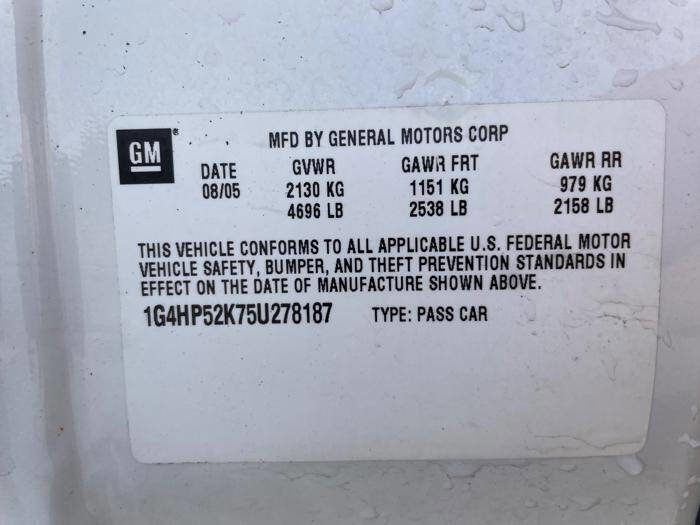 GM
MFD BY GENERAL MOTORS CORP
DATE GVWR GAWR FRT GAWR RR
08/05 2130 KG 1151 KG 979 KG
4696 LB 2538 LB 2158 LB
THIS VEHICLE CONFORMS TO ALL APPLICABLE U.S. FEDERAL MOTOR
VEHICLE SAFETY, BUMPER, AND THEFT PREVENTION STANDARDS IN
EFFECT ON THE DATE OF MANUFACTURE SHOWN ABOVE.
1G4HP52K75U278187 TYPE: PASS CAR